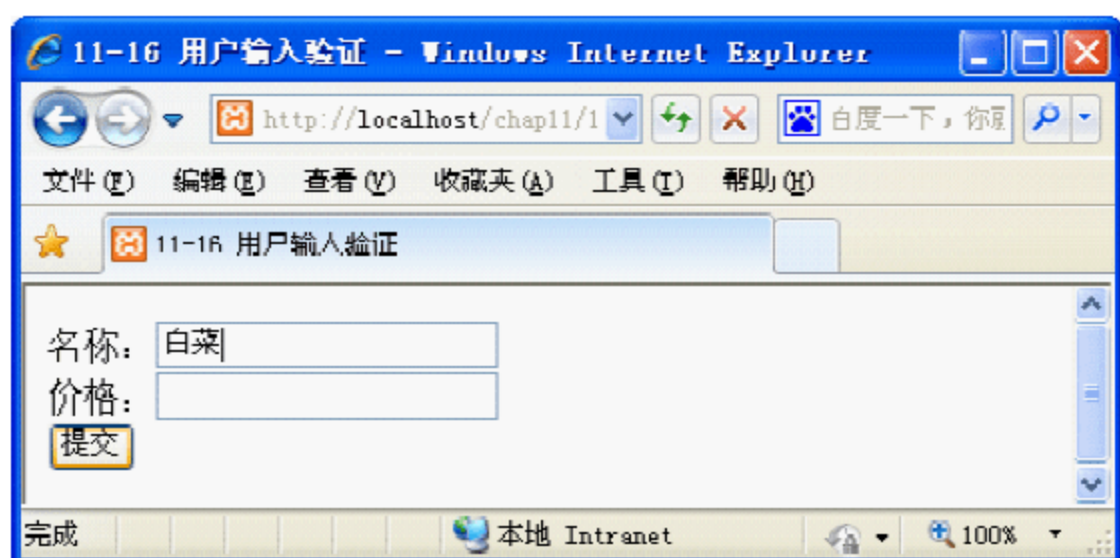 11-16 用户输入验证 - Windows Internet Explorer
http://localhost/chap11/1
百度一下，你
文件(F) 编辑(E) 查看(V) 收藏夹(A) 工具(T) 帮助(H)
11-16 用户输入验证
名称：白菜
价格：
提交
完成
本地 Intranet
100%